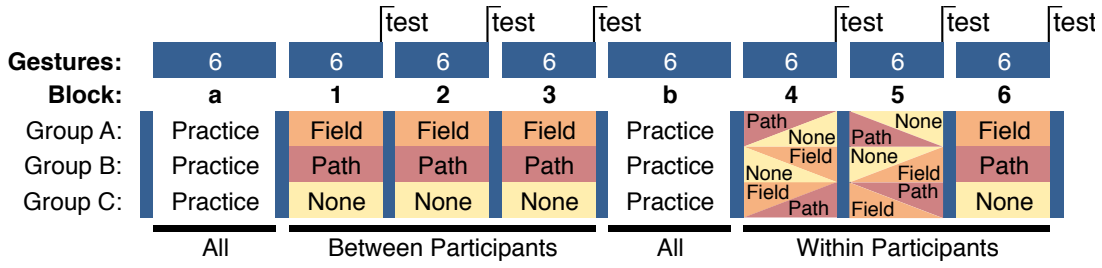 test test test test test test
Gestures: 6 6 6 6 6 6 6 6
Block: a 1 2 3 b 4 5 6
Group A: Practice Field Field Field Practice Path None None Path Field
Group B: Practice Path Path Path Practice Field None None Field Path
Group C: Practice None None None Practice Field Path Path Field None
All Between Participants All Within Participants